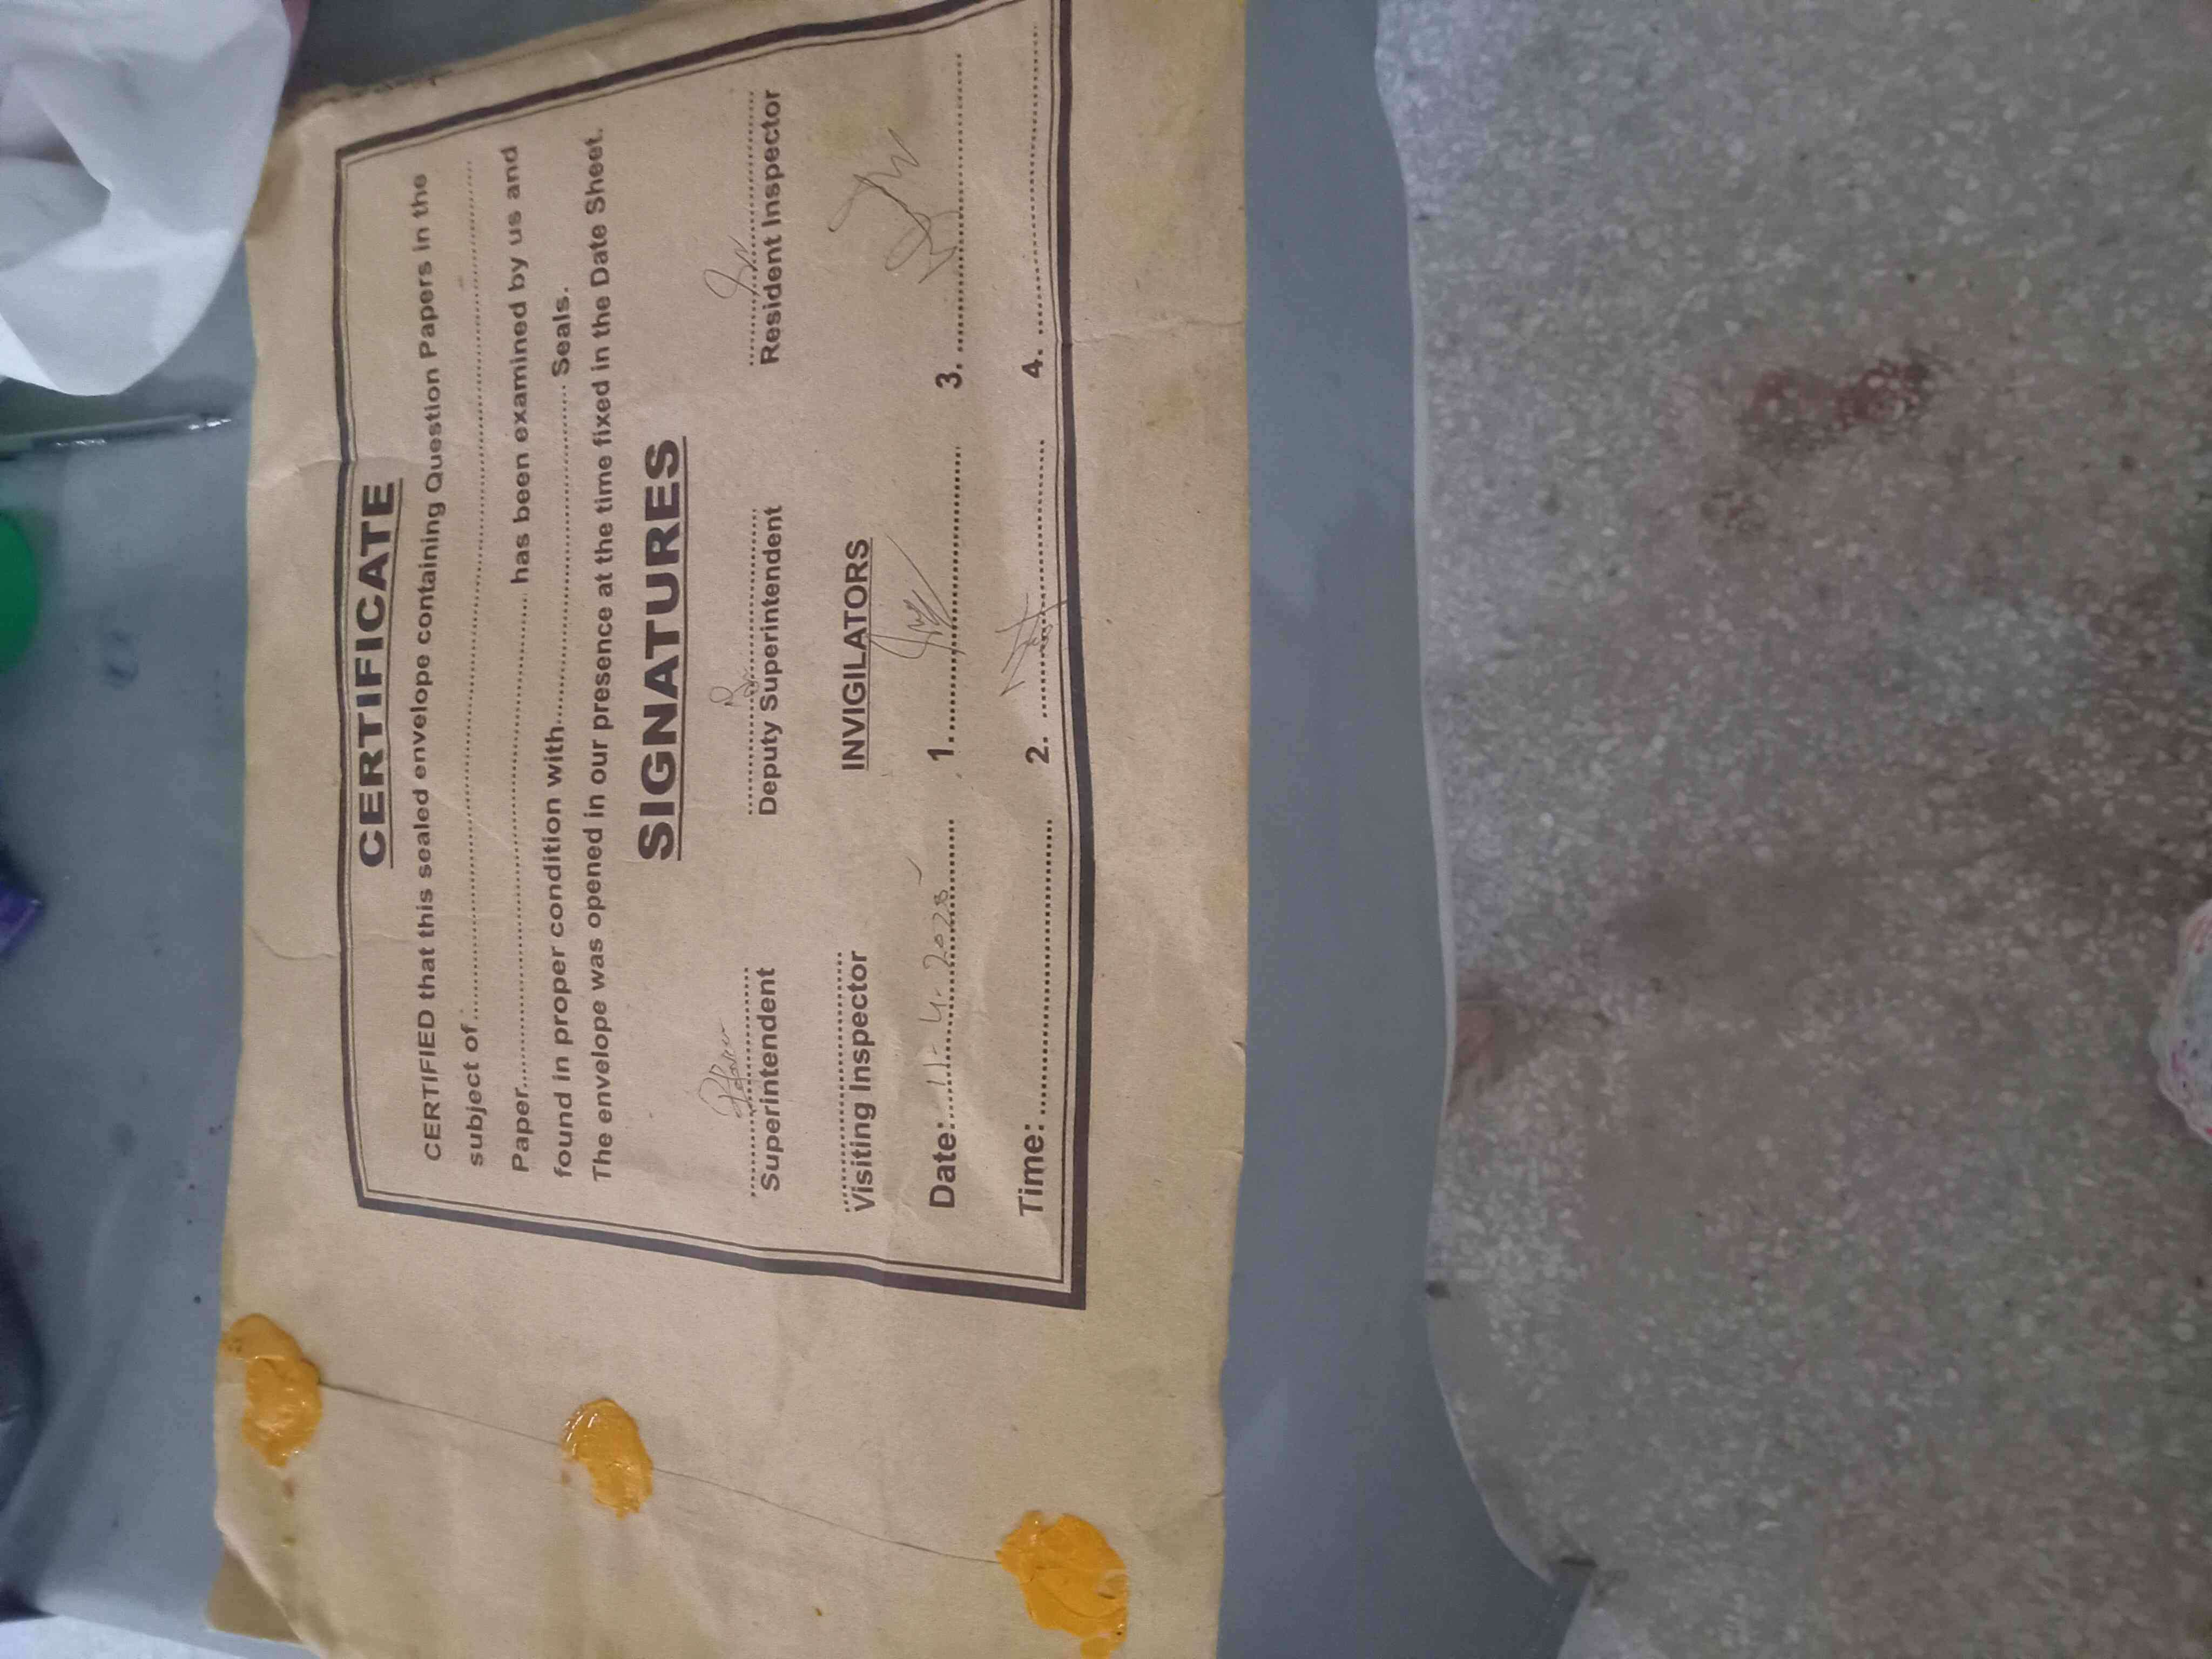 CERTIFICATE
CERTIFIED that this sealed envelope containing Question Papers in the
subject of
Paper has been examined by us and
found in proper condition with Seals.
The envelope was opened in our presence at the time fixed in the Date Sheet.
SIGNATURES
Superintendent Deputy Superintendent Resident Inspector
Visiting Inspector INVIGILATORS
Date: 11-4-2025 1. 3.
Time: 2. 4.